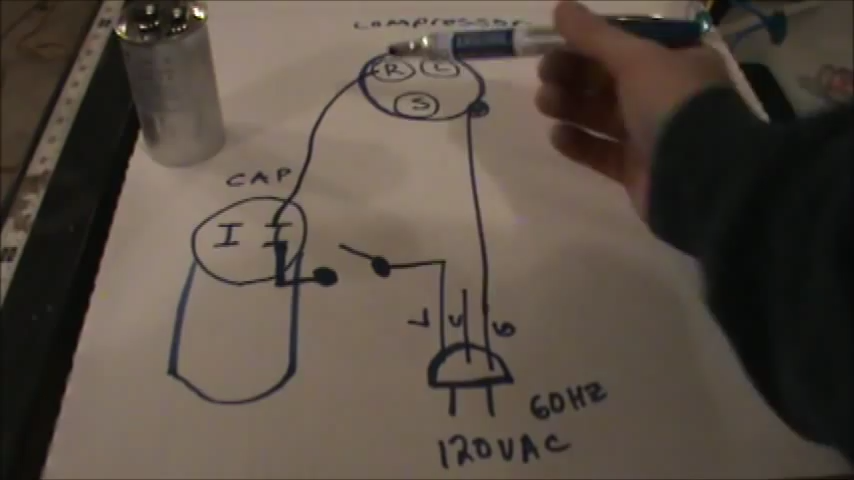 compressor
R C
S
CAP
I I
L G
60HZ
120VAC